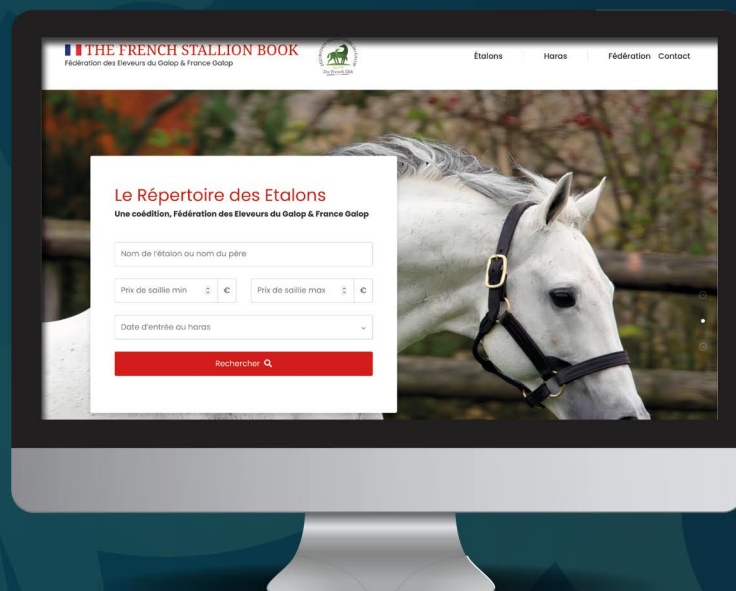 THE FRENCH STALLION BOOK
Fédération des Eleveurs du Galop & France Galop
Étalons
Haras
Fédération
Contact
Le Répertoire des Etalons
Une coédition, Fédération des Eleveurs du Galop & France Galop
Nom de l'étalon ou nom du père
Prix de saillie min
€
Prix de saillie max
€
Date d'entrée au haras
Rechercher